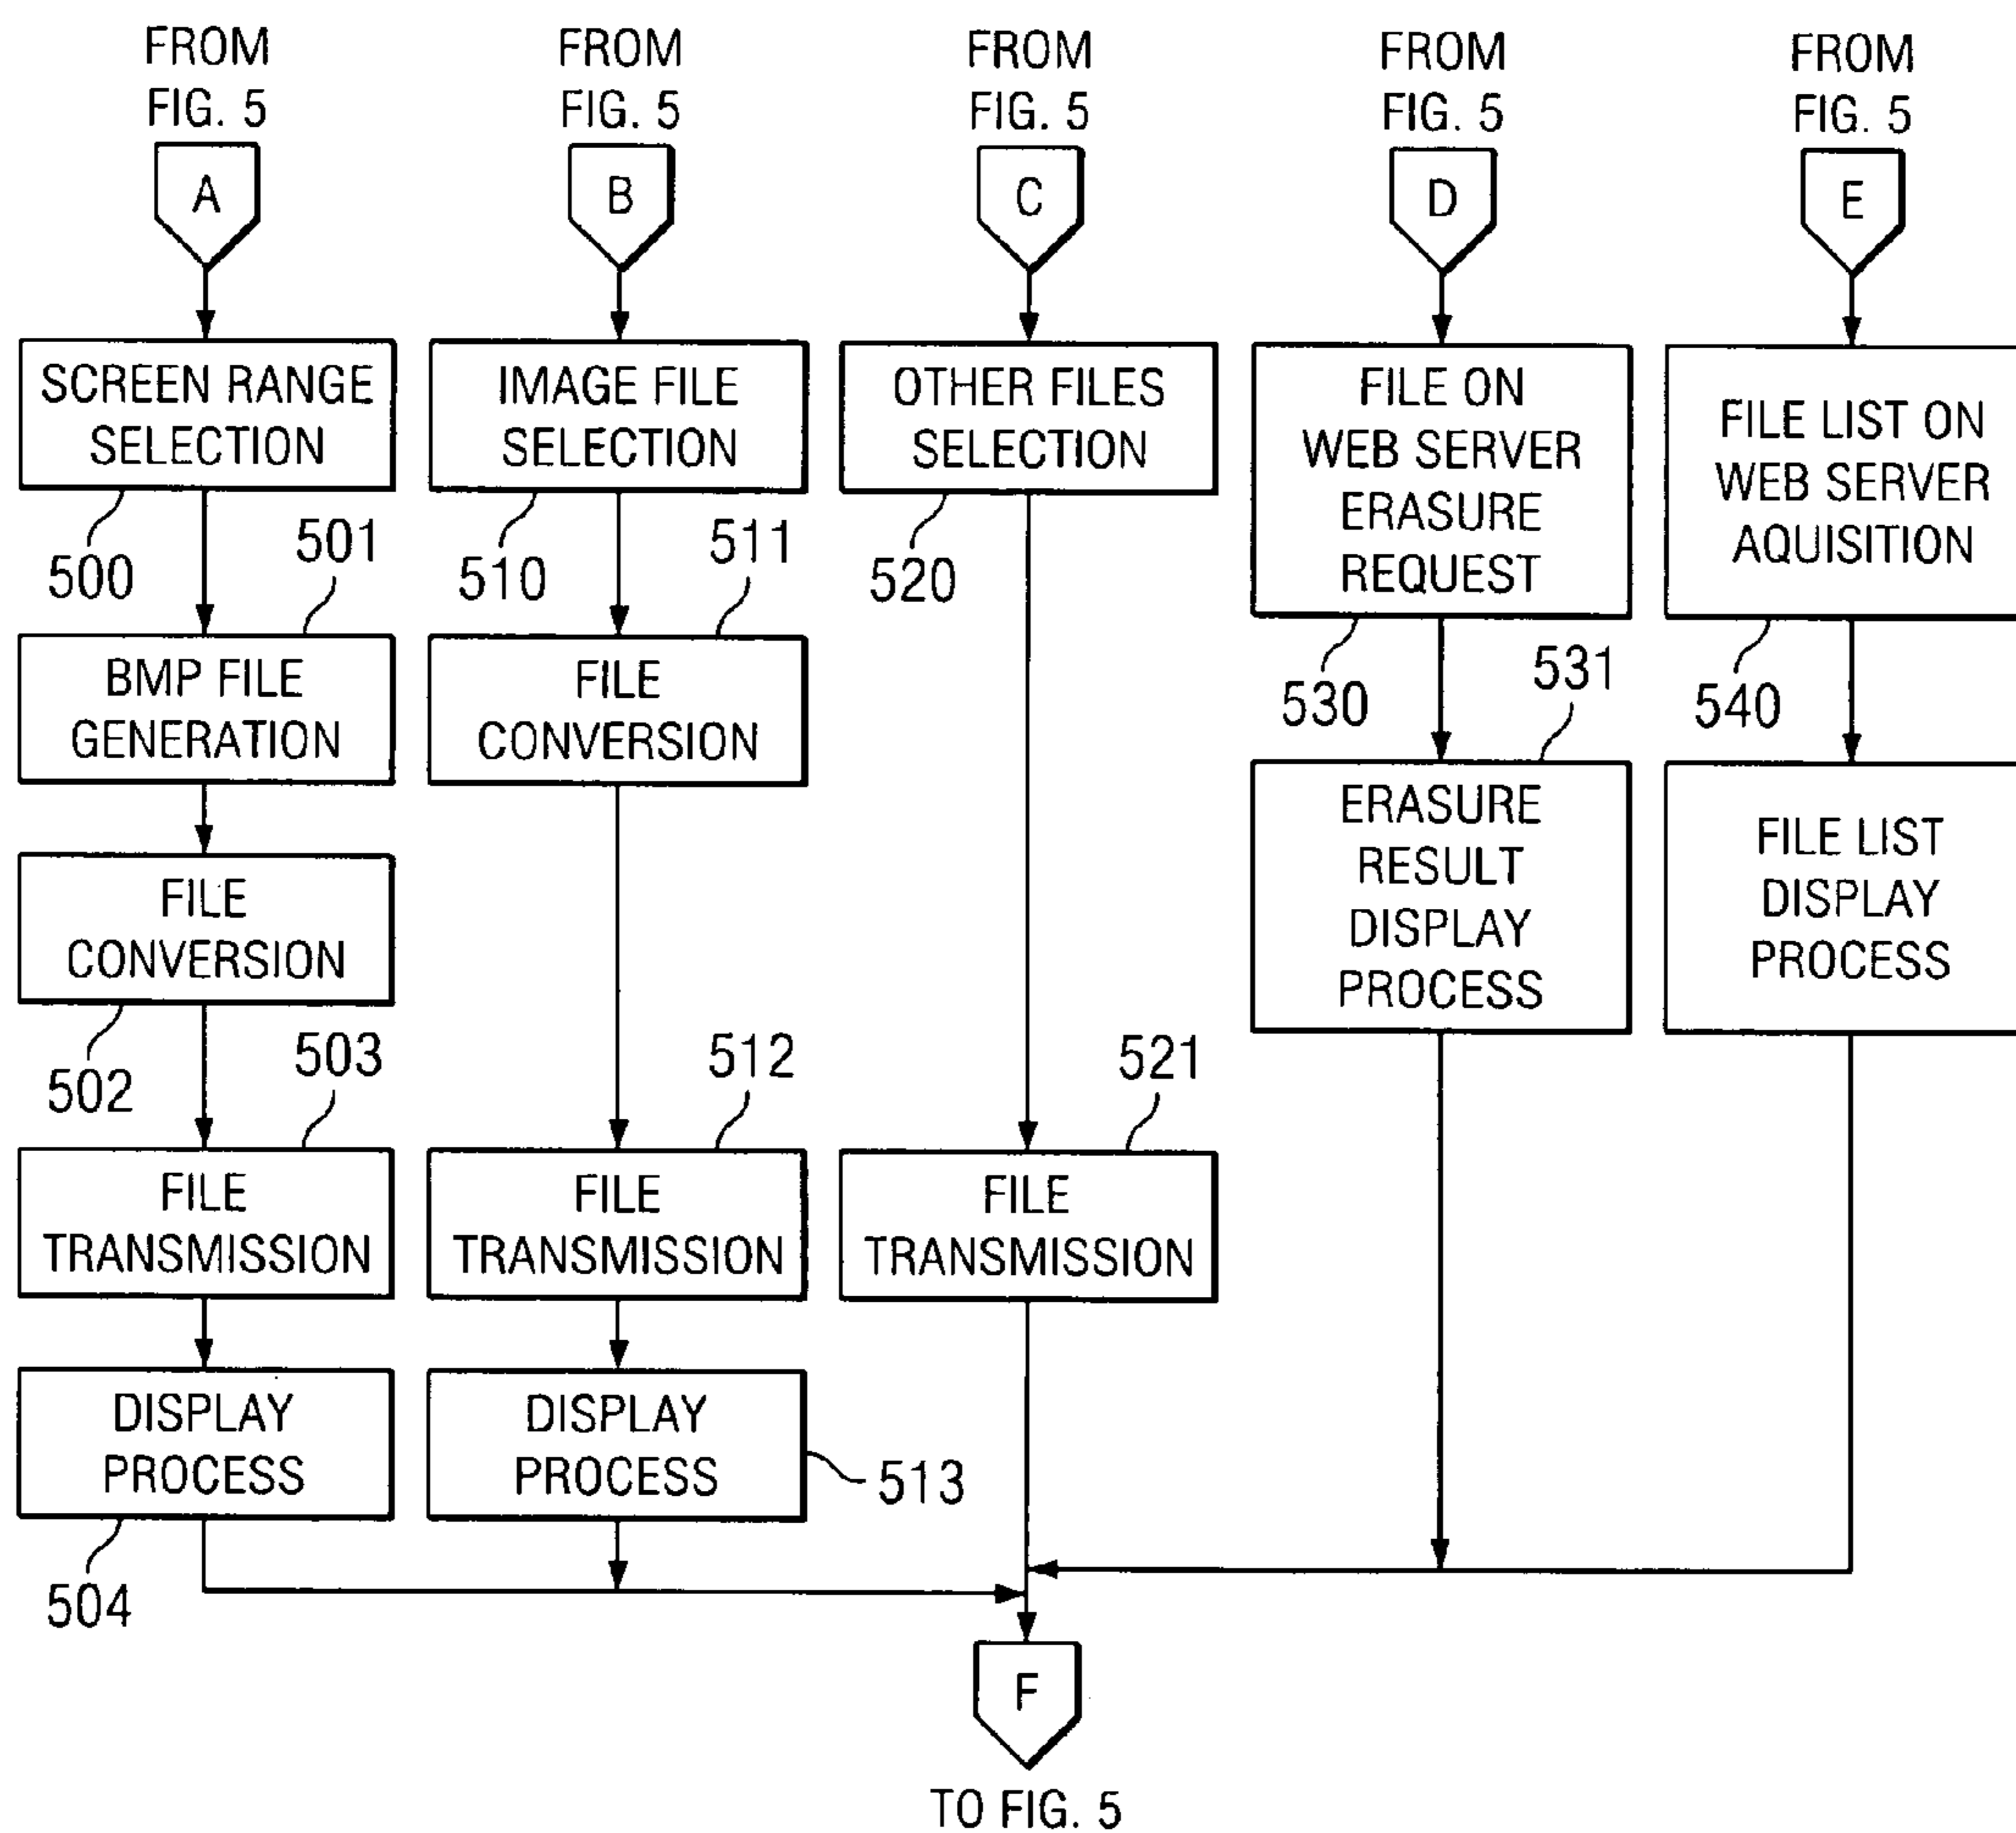 FROM
FIG. 5
A
SCREEN RANGE
SELECTION
500
501
BMP FILE
GENERATION
FILE
CONVERSION
502
503
FILE
TRANSMISSION
DISPLAY
PROCESS
504
FROM
FIG. 5
B
IMAGE FILE
SELECTION
510
511
FILE
CONVERSION
512
FILE
TRANSMISSION
DISPLAY
PROCESS
513
FROM
FIG. 5
C
OTHER FILES
SELECTION
520
521
FILE
TRANSMISSION
FROM
FIG. 5
D
FILE ON
WEB SERVER
ERASURE
REQUEST
530
531
ERASURE
RESULT
DISPLAY
PROCESS
FROM
FIG. 5
E
FILE LIST ON
WEB SERVER
AQUISITION
540
FILE LIST
DISPLAY
PROCESS
F
TO FIG. 5